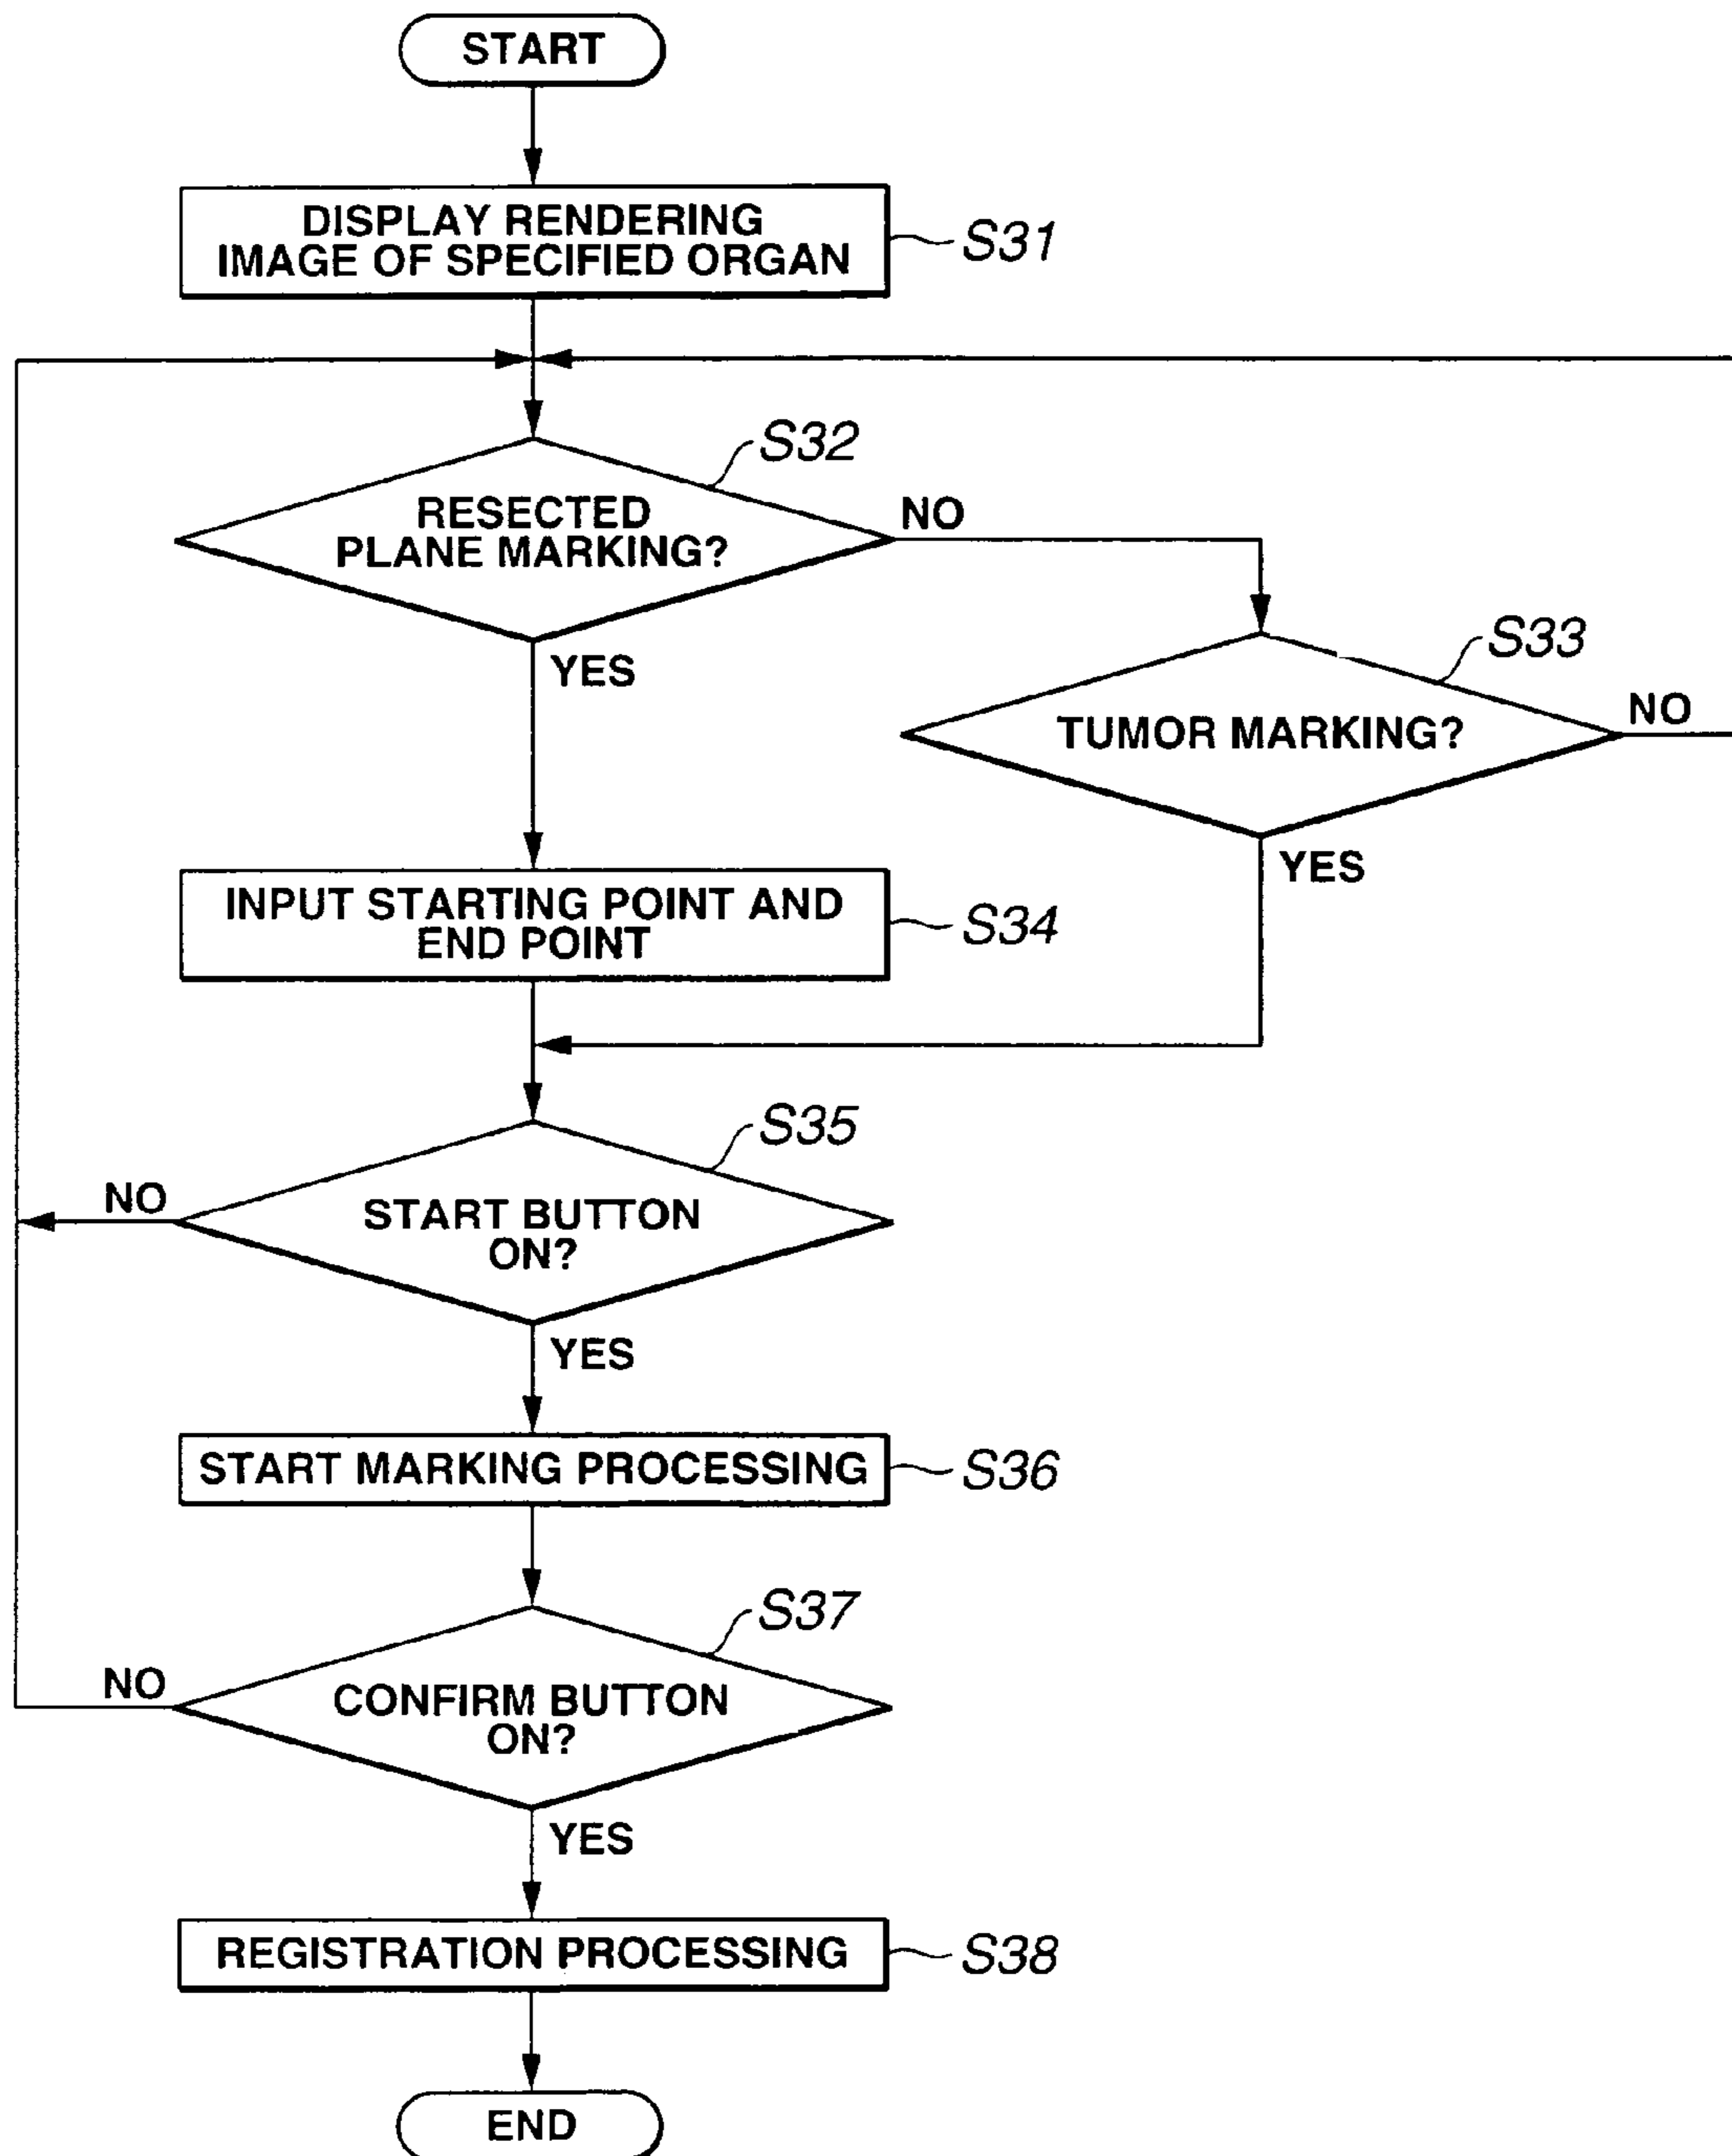 START
DISPLAY RENDERING
IMAGE OF SPECIFIED ORGAN
S31
S32
RESECTED
PLANE MARKING?
NO
YES
S33
TUMOR MARKING?
NO
YES
INPUT STARTING POINT AND
END POINT
S34
S35
START BUTTON
ON?
NO
YES
START MARKING PROCESSING
S36
S37
CONFIRM BUTTON
ON?
NO
YES
REGISTRATION PROCESSING
S38
END